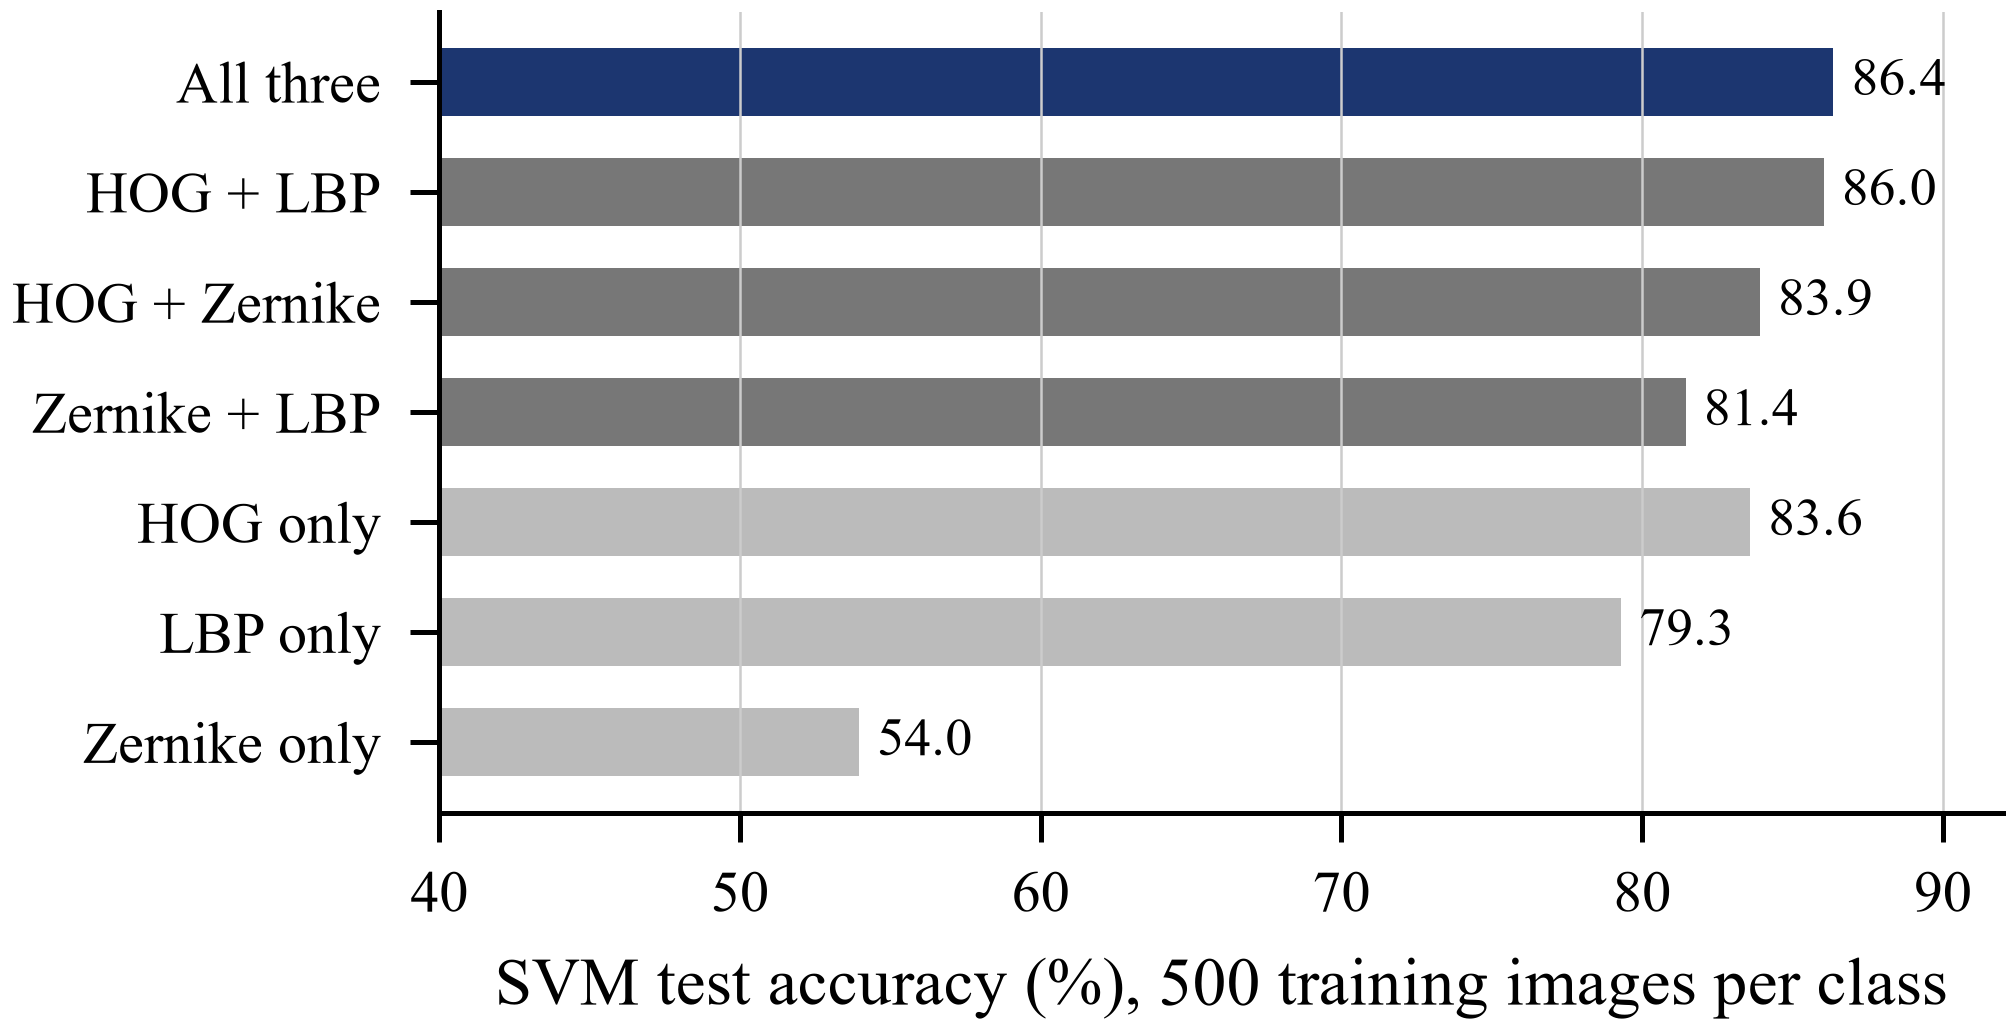 All three 86.4
HOG + LBP 86.0
HOG + Zernike 83.9
Zernike + LBP 81.4
HOG only 83.6
LBP only 79.3
Zernike only 54.0
40 50 60 70 80 90
SVM test accuracy (%), 500 training images per class